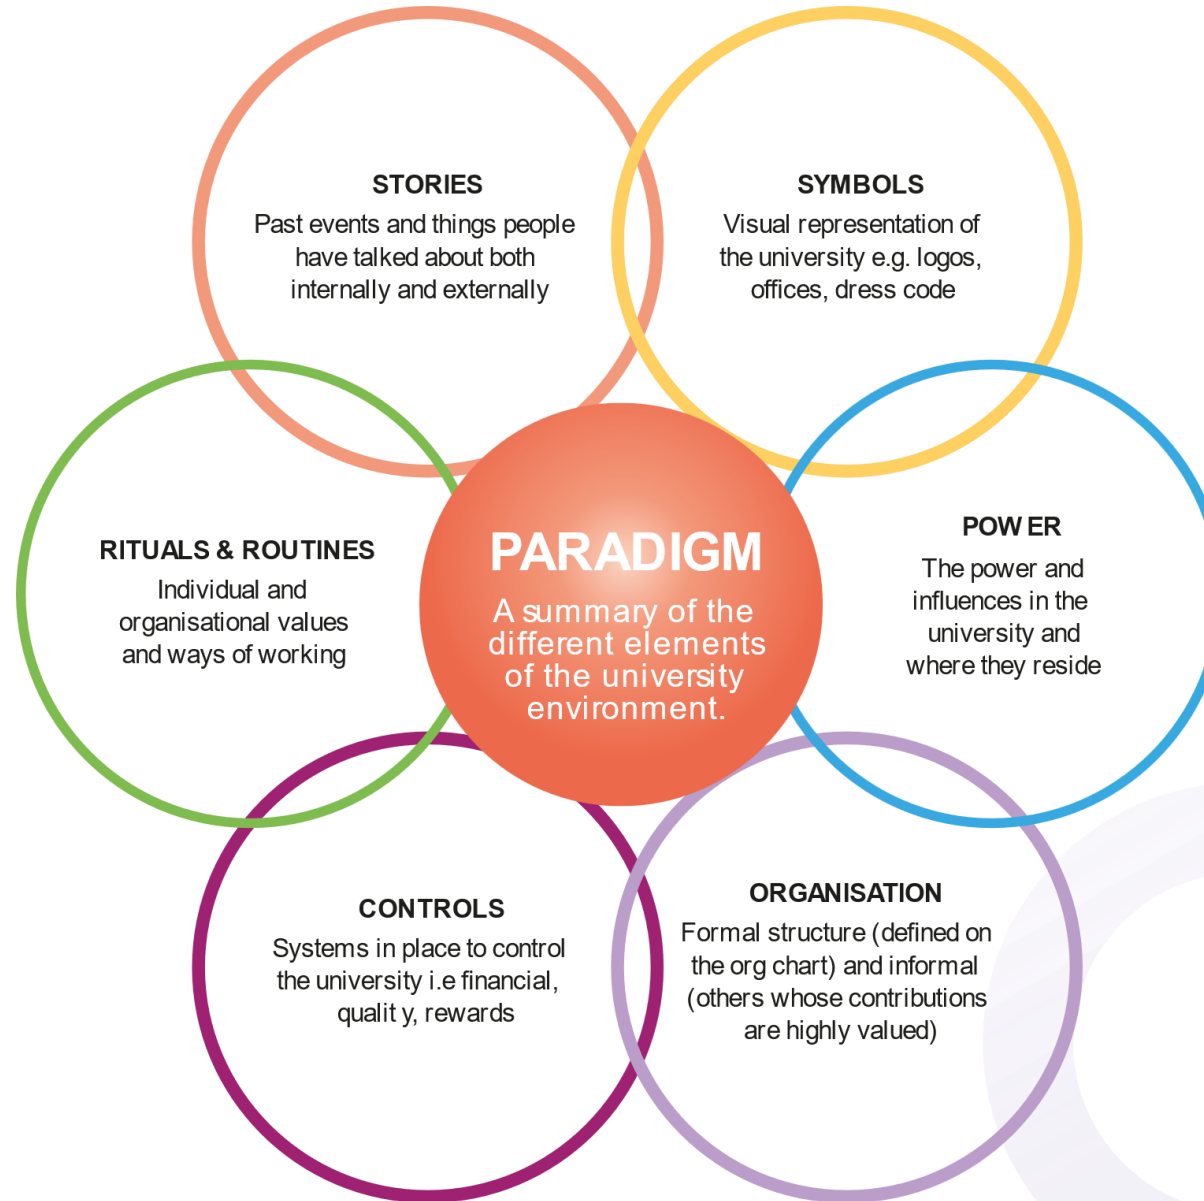 STORIES
Past events and things people
have talked about both
internally and externally
SYMBOLS
Visual representation of
the university e.g. logos,
offices, dress code
RITUALS & ROUTINES
Individual and
organisational values
and ways of working
PARADIGM
A summary of the
different elements
of the university
environment.
POWER
The power and
influences in the
university and
where they reside
CONTROLS
Systems in place to control
the university i.e financial,
quality, rewards
ORGANISATION
Formal structure (defined on
the org chart) and informal
(others whose contributions
are highly valued)